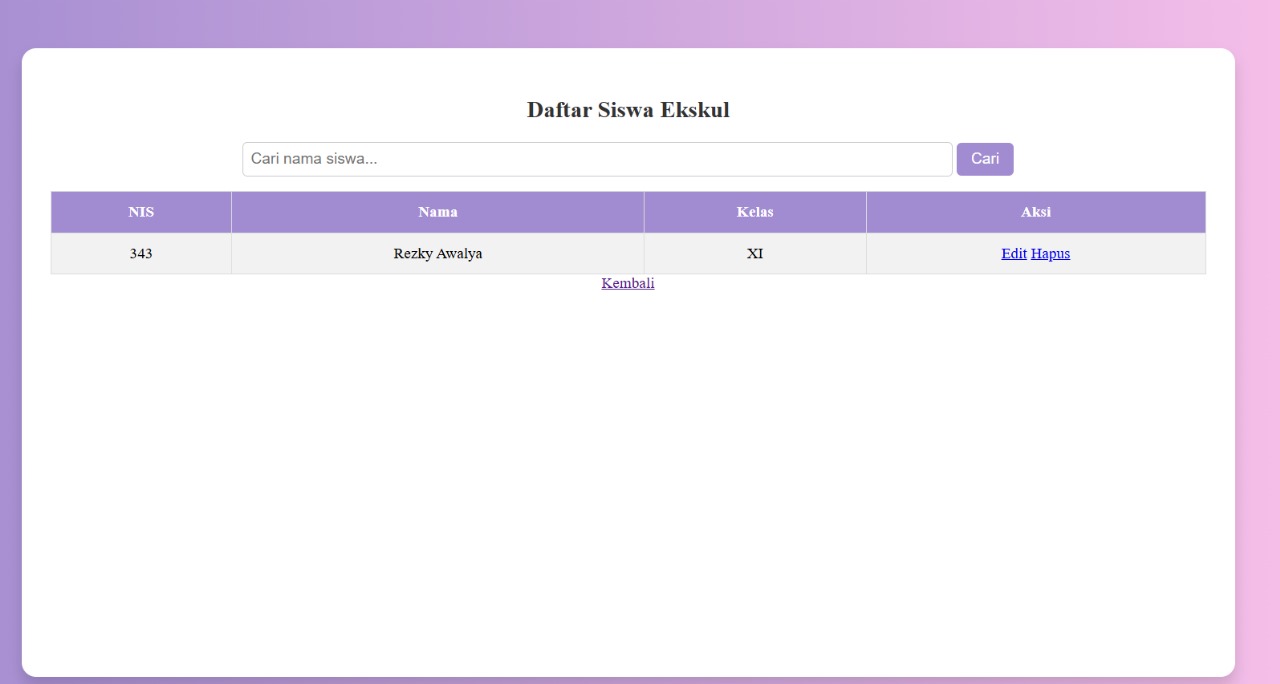 Daftar Siswa Ekskul
Cari nama siswa... Cari
NIS Nama Kelas Aksi
343 Rezky Awalya XI Edit Hapus
Kembali